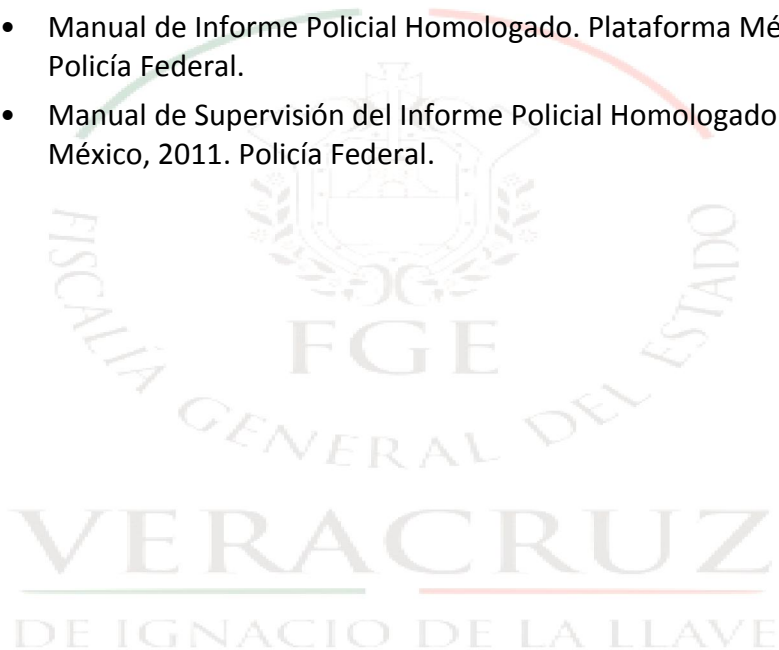 • Manual de Informe Policial Homologado. Plataforma
Policía Federal.
• Manual de Supervisión del Informe Policial Homologado
México, 2011. Policía Federal.
FISCALÍA GENERAL DEL ESTADO
FGE
VERACRUZ
DE IGNACIO DE LA LLAVE